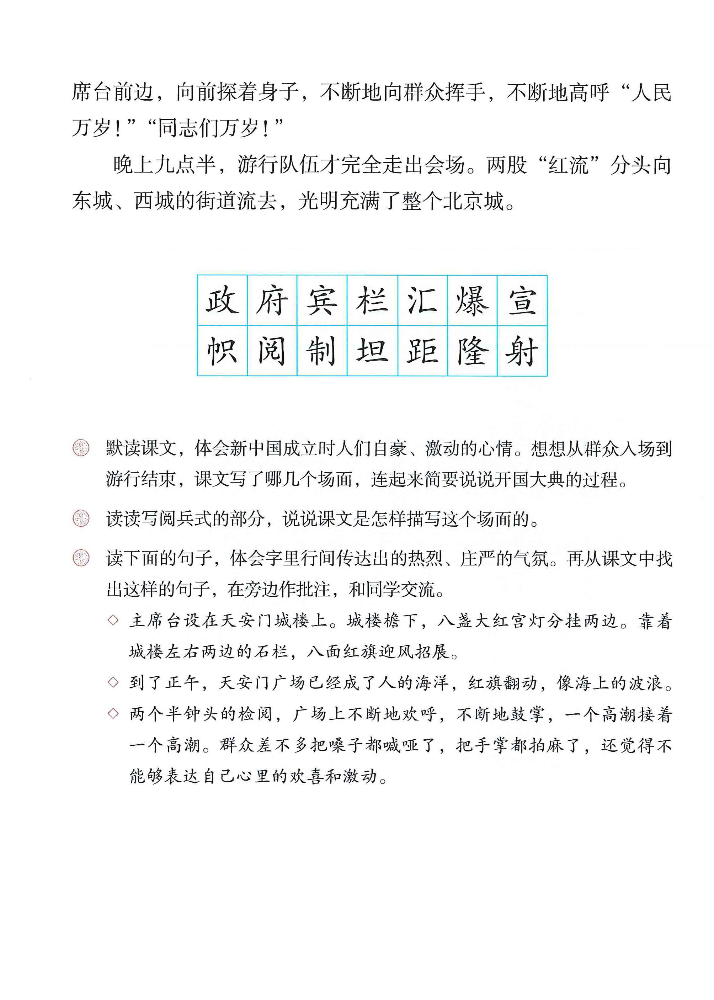 席台前边，向前探着身子，不断地向群众挥手，不断地高呼“人民
万岁！”“同志们万岁！”
晚上九点半，游行队伍才完全走出会场。两股“红流”分头向
东城、西城的街道流去，光明充满了整个北京城。
政府宾栏汇爆宣
帜阅制坦距隆射
默读课文，体会新中国成立时人们自豪、激动的心情。想想从群众入场到
游行结束，课文写了哪几个场面，连起来简要说说开国大典的过程。
读读写阅兵式的部分，说说课文是怎样描写这个场面的。
读下面的句子，体会字里行间传达出的热烈、庄严的气氛。再从课文中找
出这样的句子，在旁边作批注，和同学交流。
◇ 主席台设在天安门城楼上。城楼檐下，八盏大红宫灯分挂两边。靠着
城楼左右两边的石栏，八面红旗迎风招展。
◇ 到了正午，天安门广场已经成了人的海洋，红旗翻动，像海上的波浪。
◇ 两个半钟头的检阅，广场上不断地欢呼，不断地鼓掌，一个高潮接着
一个高潮。群众差不多把嗓子都喊哑了，把手掌都拍麻了，还觉得不
能够表达自己心里的欢喜和激动。